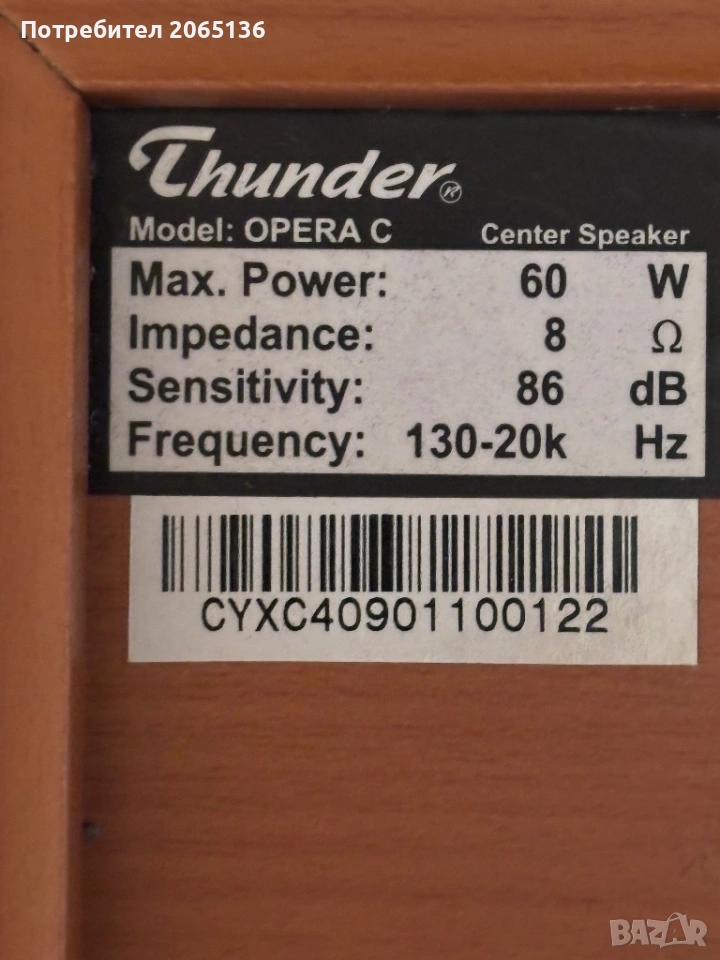 Потребител 2065136
Thunder ®
Model: OPERA C Center Speaker
Max. Power: 60 W
Impedance: 8 Ω
Sensitivity: 86 dB
Frequency: 130-20k Hz
CYXC40901100122
BAZAR